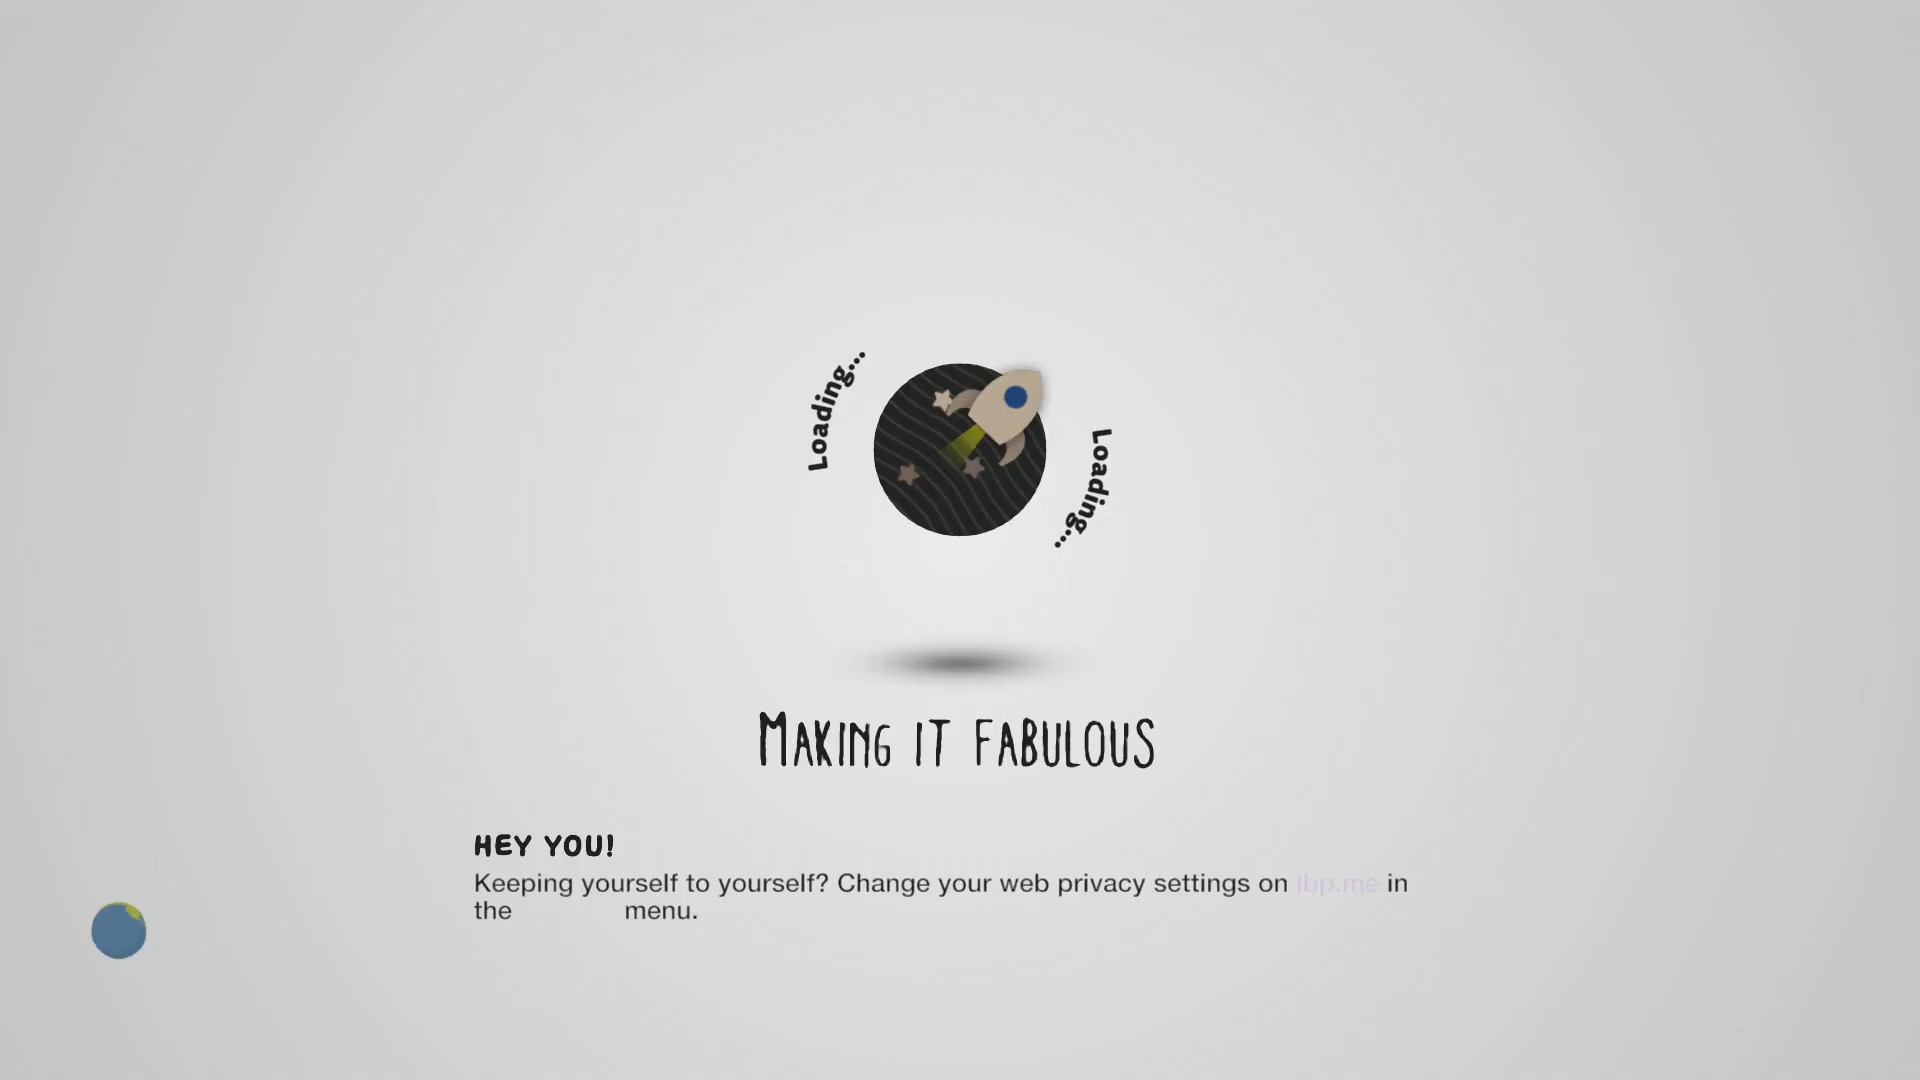 Loading...
Loading...
Making it fabulous
HEY YOU!
Keeping yourself to yourself? Change your web privacy settings on lbp.me in
the menu.